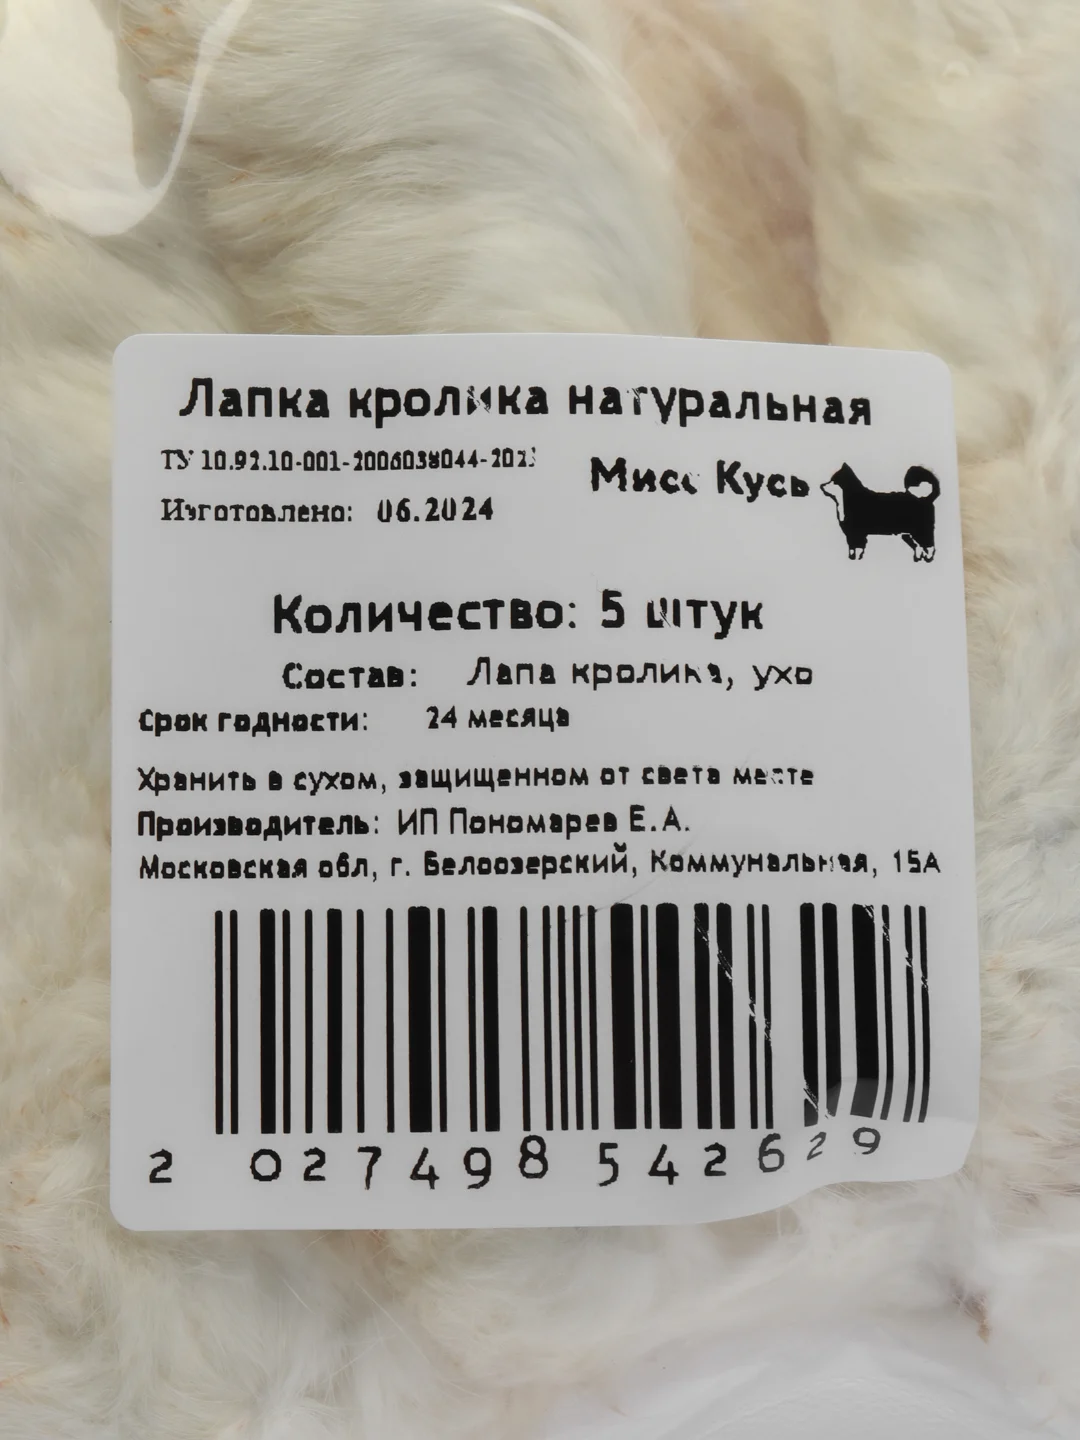 Лапка кролика натуральная
ТУ 10.92.10-001-2006038044-2023
Мисс Кусь
Изготовлено: 06.2024
Количество: 5 штук
Состав: Лапа кролика, ухо
Срок годности: 24 месяца
Хранить в сухом, защищенном от света месте
Производитель: ИП Пономарев Е.А.
Московская обл, г. Белоозерский, Коммунальная, 15А
2 027498 542629